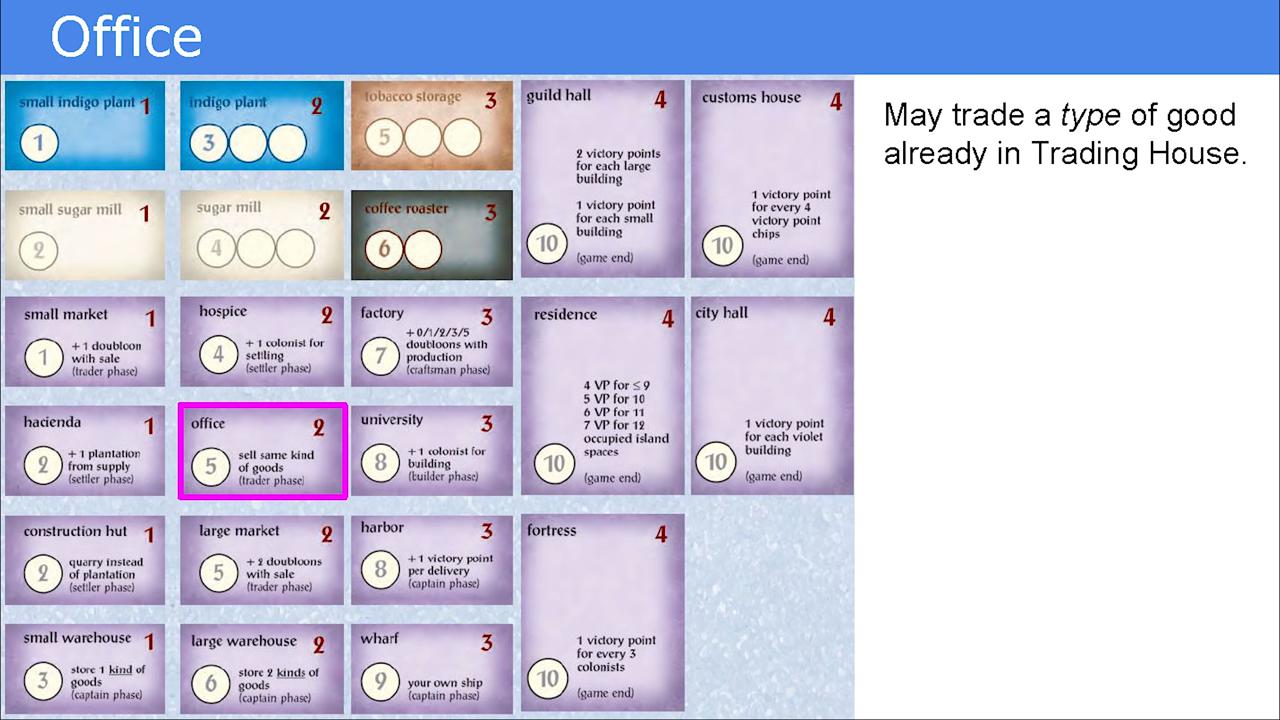 Office
small indigo plant 1
1
indigo plant 2
3
tobacco storage 3
5
guild hall 4
2 victory points
for each large
building
1 victory point
for each small
building
10
(game end)
customs house 4
1 victory point
for every 4
victory point
chips
10
(game end)
May trade a type of good
already in Trading House.
small sugar mill 1
2
sugar mill 2
4
coffee roaster 3
6
small market 1
1
+ 1 doubloon
with sale
(trader phase)
hospice 2
4
+ 1 colonist for
settling
(settler phase)
factory 3
7
+ 0/1/2/3/5
doubloons with
production
(craftsman phase)
residence 4
4 VP for ≤ 9
5 VP for 10
6 VP for 11
7 VP for 12
occupied island
spaces
10
(game end)
city hall 4
1 victory point
for each violet
building
10
(game end)
hacienda 1
2
+ 1 plantation
from supply
(settler phase)
office 2
5
sell same kind
of goods
(trader phase)
university 3
8
+ 1 colonist for
building
(builder phase)
construction hut 1
2
quarry instead
of plantation
(settler phase)
large market 2
5
+ 2 doubloons
with sale
(trader phase)
harbor 3
8
+ 1 victory point
per delivery
(captain phase)
fortress 4
1 victory point
for every 3
colonists
10
(game end)
small warehouse 1
3
store 1 kind of
goods
(captain phase)
large warehouse 2
6
store 2 kinds of
goods
(captain phase)
wharf 3
9
your own ship
(captain phase)